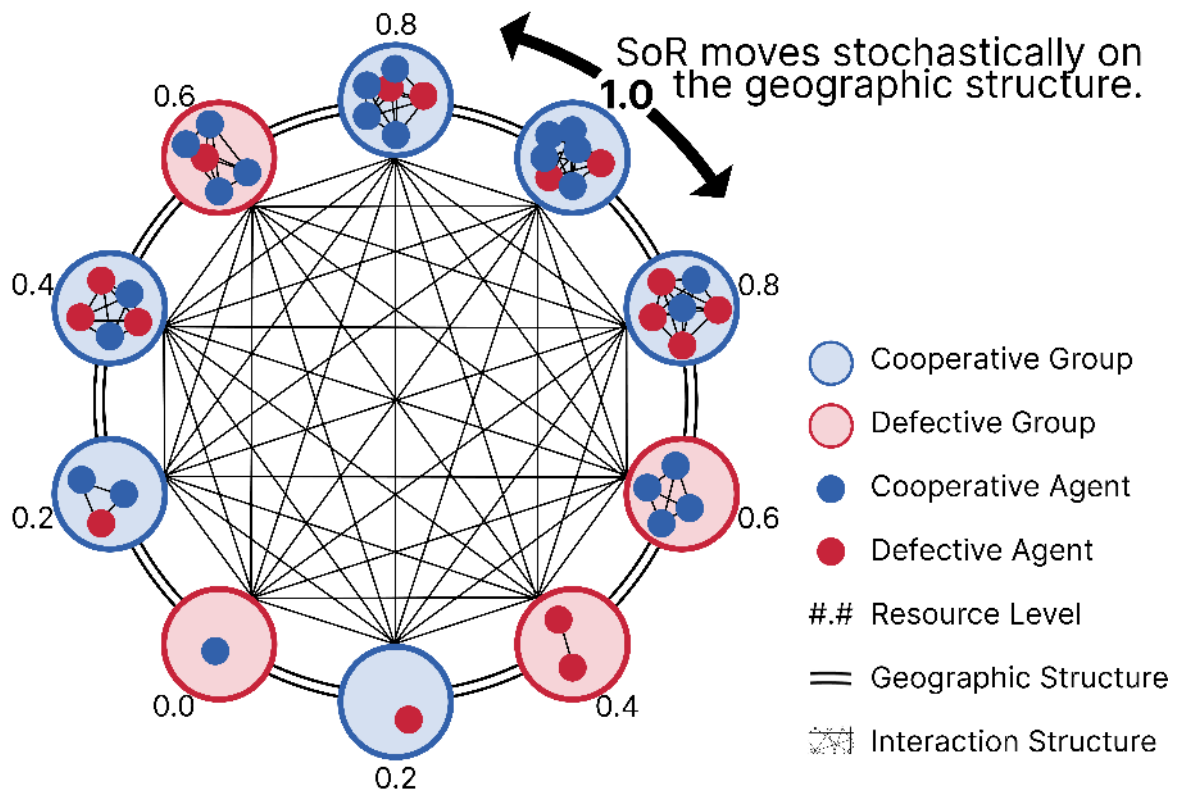 0.8
SoR moves stochastically on
1.0 the geographic structure.
0.6
0.4
0.8
Cooperative Group
Defective Group
Cooperative Agent
0.2
0.6
Defective Agent
#.# Resource Level
Geographic Structure
0.0
0.4
Interaction Structure
0.2